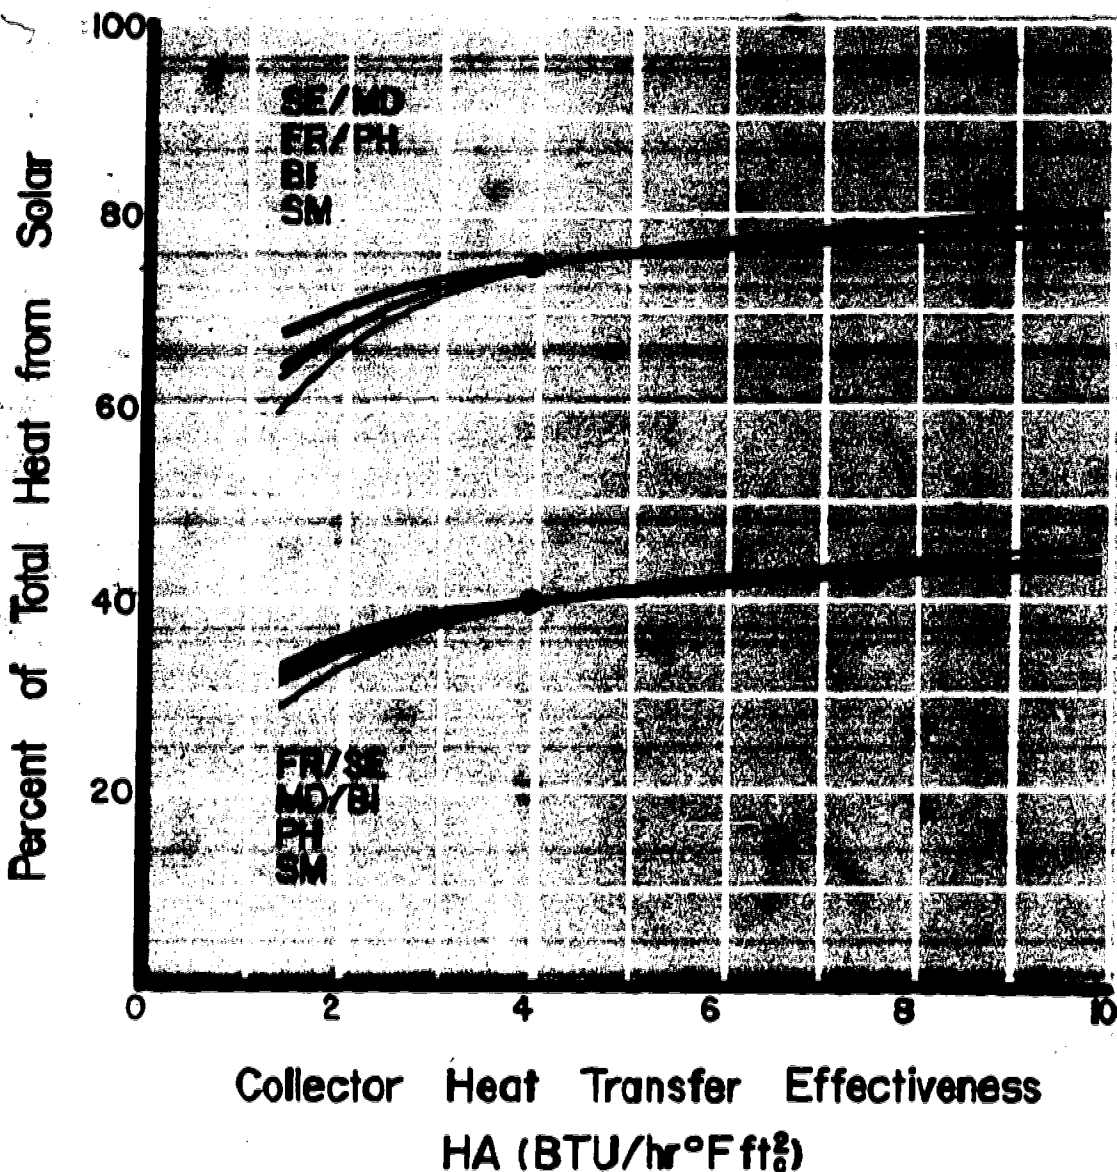 Percent of Total Heat from Solar
100
80
60
40
20
SE/MD
FR/PH
BI
SM
FR/SE
MD/BI
PH
SM
0 2 4 6 8 10
Collector Heat Transfer Effectiveness
HA (BTU/hr°F ft²c)